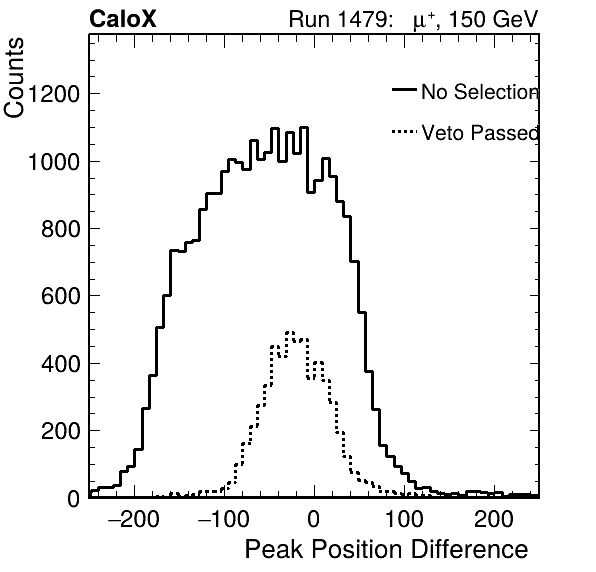 CaloX Run 1479: μ⁺, 150 GeV
Counts
1200
1000
800
600
400
200
0
No Selection
Veto Passed
−200 −100 0 100 200
Peak Position Difference